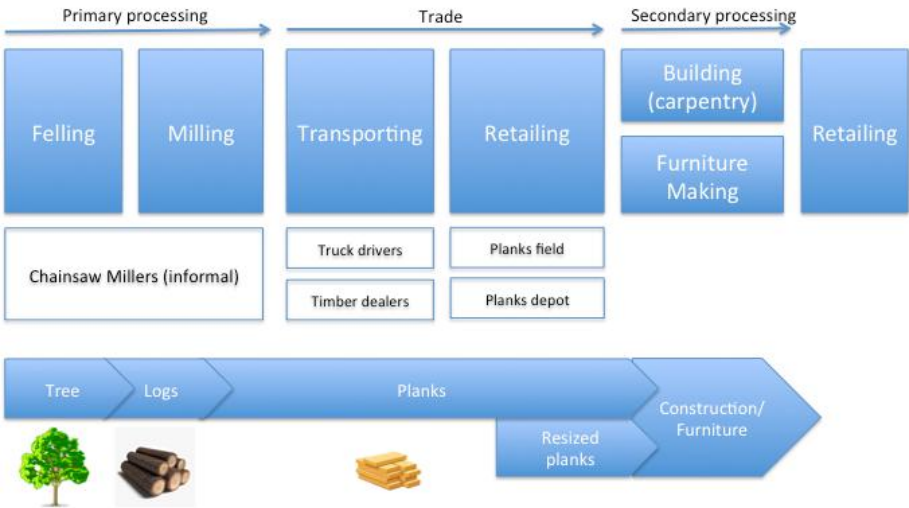 Primary processing
Trade
Secondary processing
Felling
Milling
Transporting
Retailing
Building
(carpentry)
Furniture
Making
Retailing
Chainsaw Millers (informal)
Truck drivers
Timber dealers
Planks field
Planks depot
Tree
Logs
Planks
Resized
planks
Construction/
Furniture